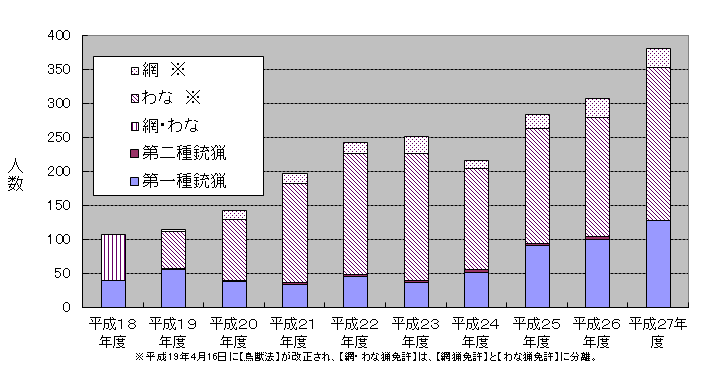 400
350
300
250
200
150
100
50
0
人数
網 ※
わな ※
網・わな
第二種銃猟
第一種銃猟
平成18年度
平成19年度
平成20年度
平成21年度
平成22年度
平成23年度
平成24年度
平成25年度
平成26年度
平成27年度
※平成19年4月16日に【鳥獣法】が改正され、【網・わな猟免許】は、【網猟免許】と【わな猟免許】に分離。